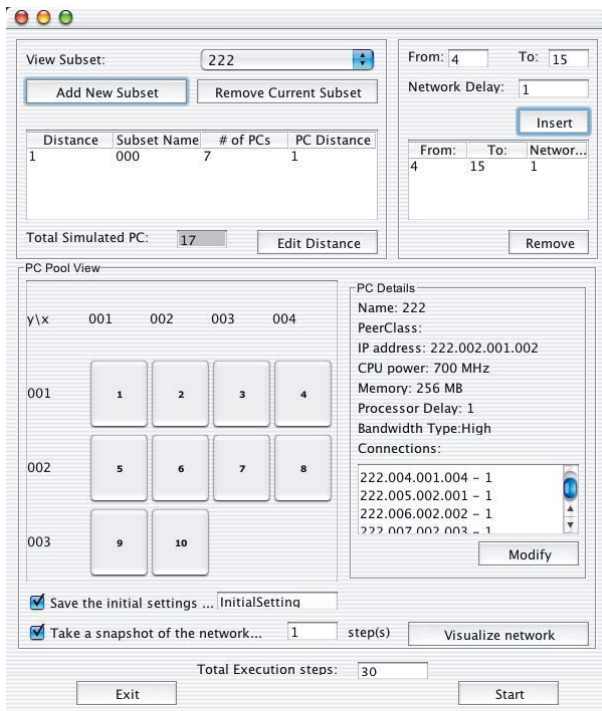 View Subset: 222
Add New Subset Remove Current Subset
Distance Subset Name # of PCs PC Distance
1 000 7 1
Total Simulated PC: 17 Edit Distance
From: 4 To: 15
Network Delay: 1
Insert
From: To: Networ...
4 15 1
Remove
PC Pool View
y\x 001 002 003 004
001 1 2 3 4
002 5 6 7 8
003 9 10
PC Details
Name: 222
PeerClass:
IP address: 222.002.001.002
CPU power: 700 MHz
Memory: 256 MB
Processor Delay: 1
Bandwidth Type:High
Connections:
222.004.001.004 – 1
222.005.002.001 – 1
222.006.002.002 – 1
222.007.002.003 – 1
Modify
Save the initial settings ... InitialSetting
Take a snapshot of the network... 1 step(s) Visualize network
Total Execution steps: 30
Exit Start